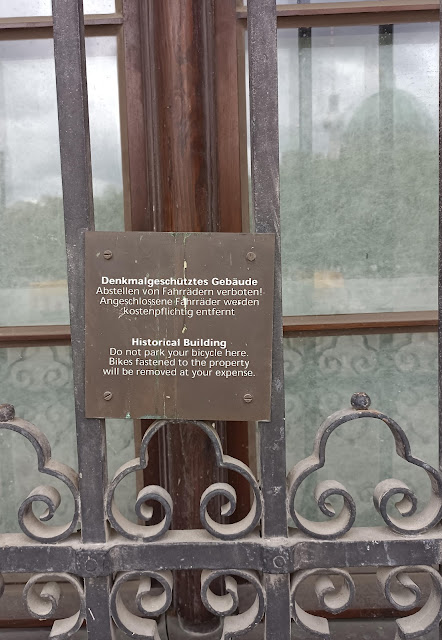 Denkmalgeschütztes Gebäude
Abstellen von Fahrrädern verboten!
Angeschlossene Fahrräder werden
kostenpflichtig entfernt
Historical Building
Do not park your bicycle here.
Bikes fastened to the property
will be removed at your expense.